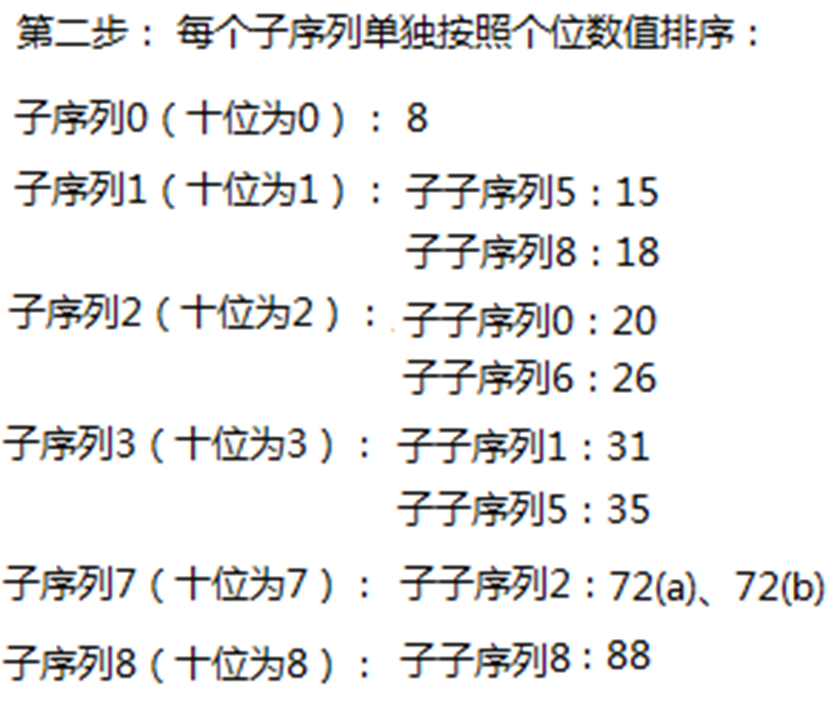 第二步： 每个子序列单独按照个位数值排序：
子序列0（十位为0）： 8
子序列1（十位为1）： 子子序列5：15
子子序列8：18
子序列2（十位为2）： 子子序列0：20
子子序列6：26
子序列3（十位为3）： 子子序列1：31
子子序列5：35
子序列7（十位为7）： 子子序列2：72(a)、72(b)
子序列8（十位为8）： 子子序列8：88